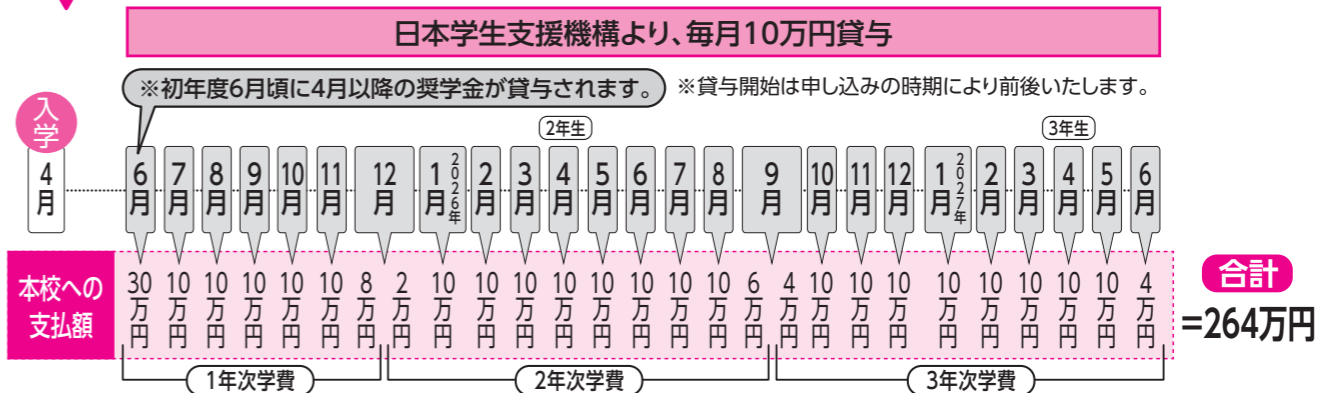 日本学生支援機構より、毎月10万円貸与
※初年度6月頃に4月以降の奨学金が貸与されます。 ※貸与開始は申し込みの時期により前後いたします。
入学
2年生 3年生
4月 6月 7月 8月 9月 10月 11月 12月 1月 2026年 2月 3月 4月 5月 6月 7月 8月 9月 10月 11月 12月 1月 2027年 2月 3月 4月 5月 6月
本校への
支払額
30万円 10万円 10万円 10万円 10万円 10万円 8万円 2万円 10万円 10万円 10万円 10万円 10万円 10万円 10万円 10万円 6万円 4万円 10万円 10万円 10万円 10万円 10万円 10万円 10万円 10万円 4万円
合計
=264万円
1年次学費 2年次学費 3年次学費